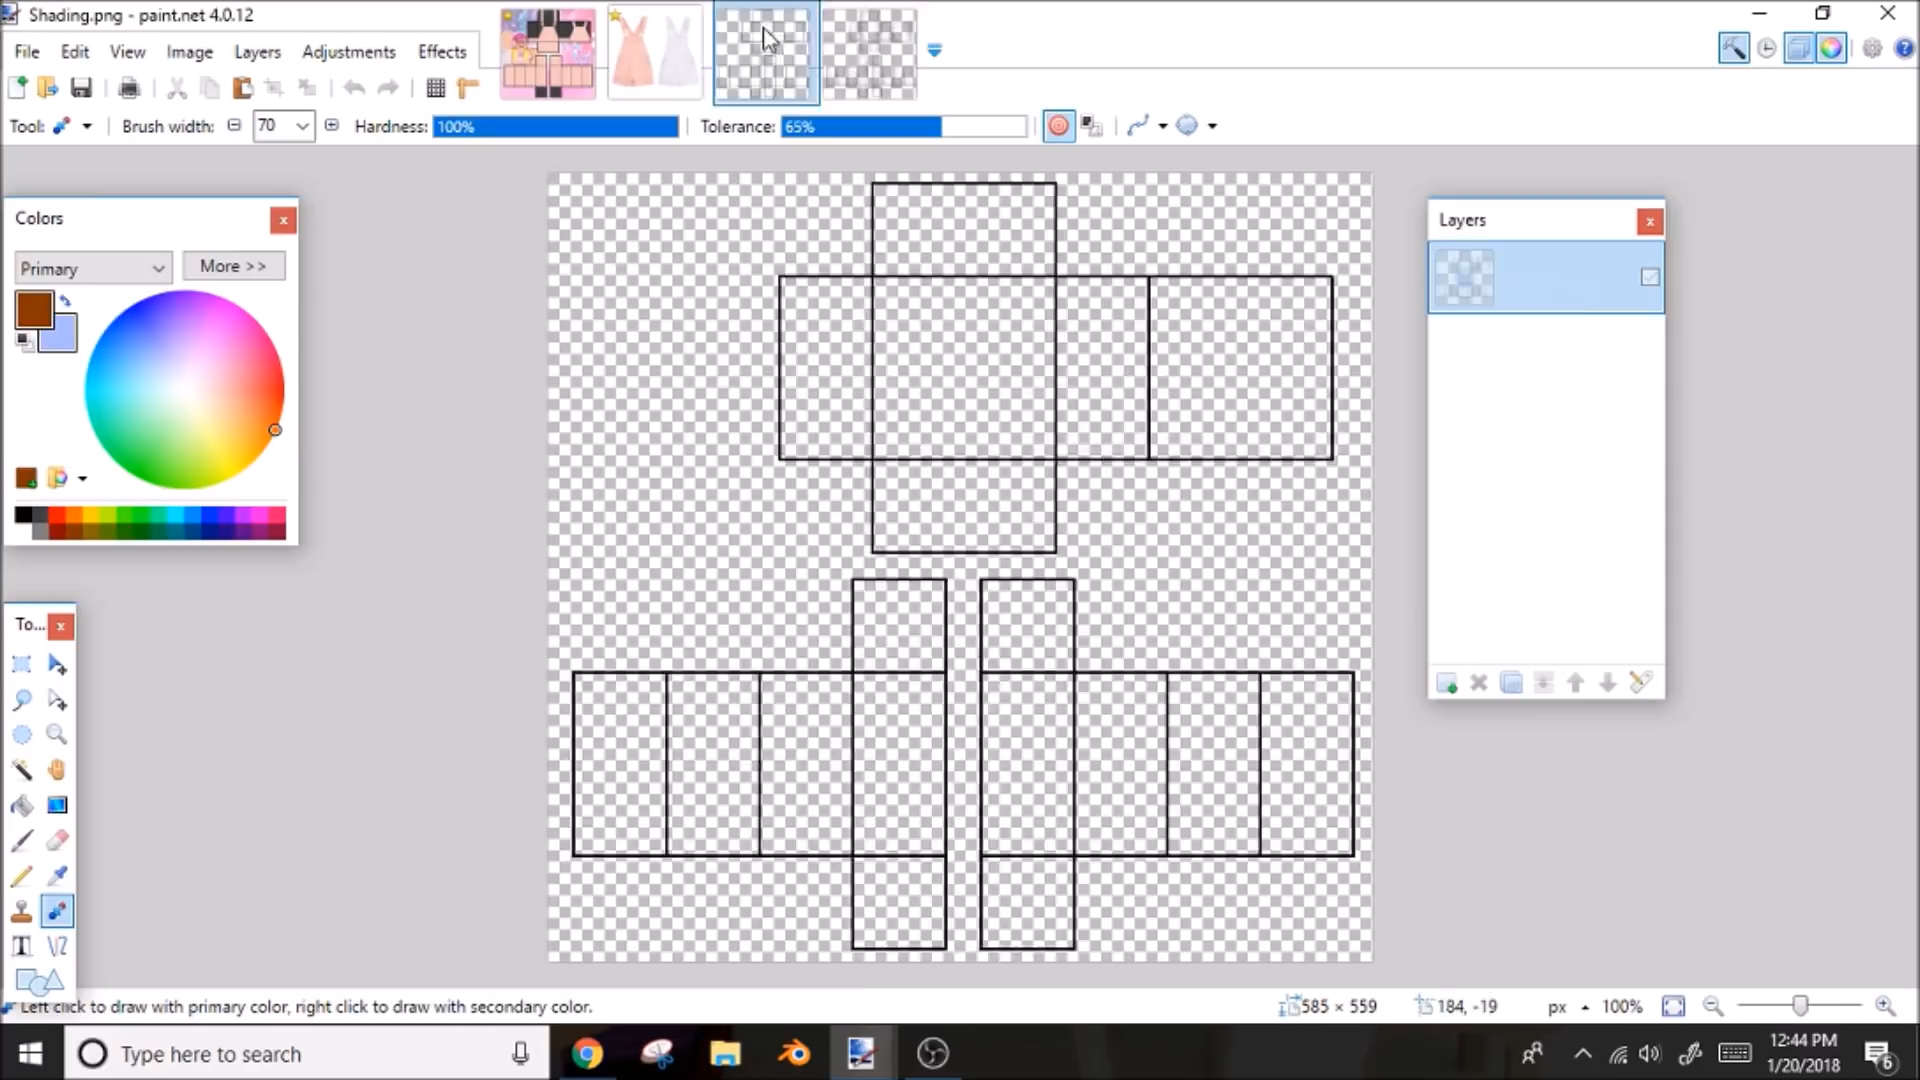 Shading.png - paint.net 4.0.12
File Edit View Image Layers Adjustments Effects
Tool: Brush width: 70 Hardness: 100% Tolerance: 65%
Colors
Primary More >>
Layers
To...
Left click to draw with primary color, right click to draw with secondary color.
585 × 559 184, -19 px 100%
Type here to search
12:44 PM
1/20/2018
6